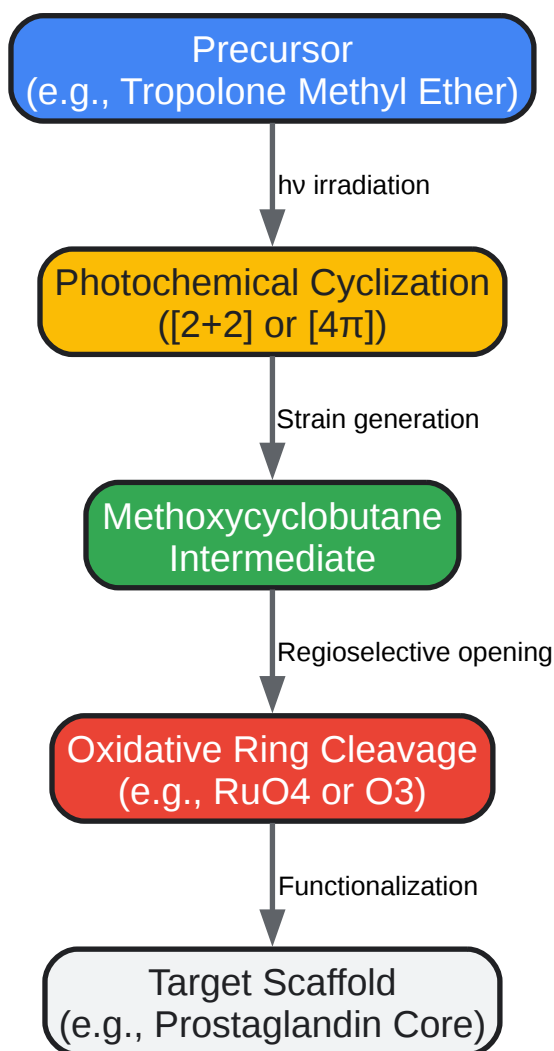 Precursor
(e.g., Tropolone Methyl Ether)
hν irradiation
Photochemical Cyclization
([2+2] or [4π])
Strain generation
Methoxycyclobutane
Intermediate
Regioselective opening
Oxidative Ring Cleavage
(e.g., RuO4 or O3)
Functionalization
Target Scaffold
(e.g., Prostaglandin Core)